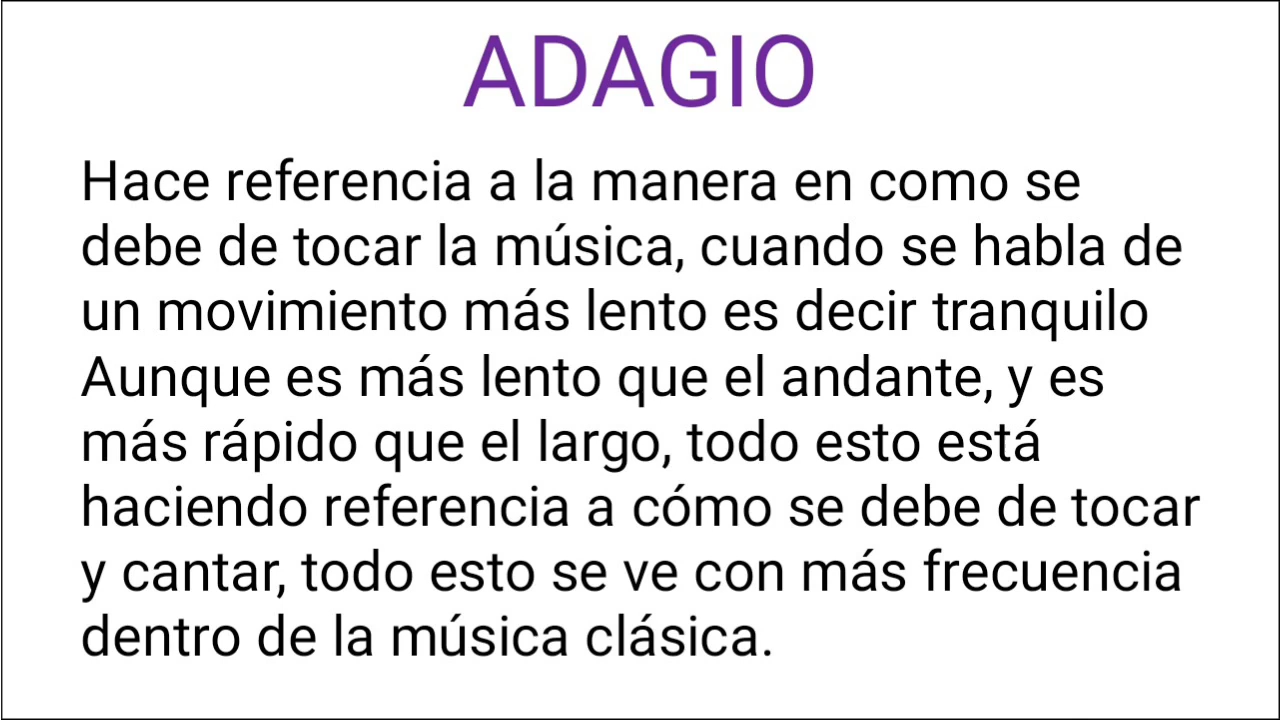 ADAGIO
Hace referencia a la manera en como se
debe de tocar la música, cuando se habla de
un movimiento más lento es decir tranquilo
Aunque es más lento que el andante, y es
más rápido que el largo, todo esto está
haciendo referencia a cómo se debe de tocar
y cantar, todo esto se ve con más frecuencia
dentro de la música clásica.